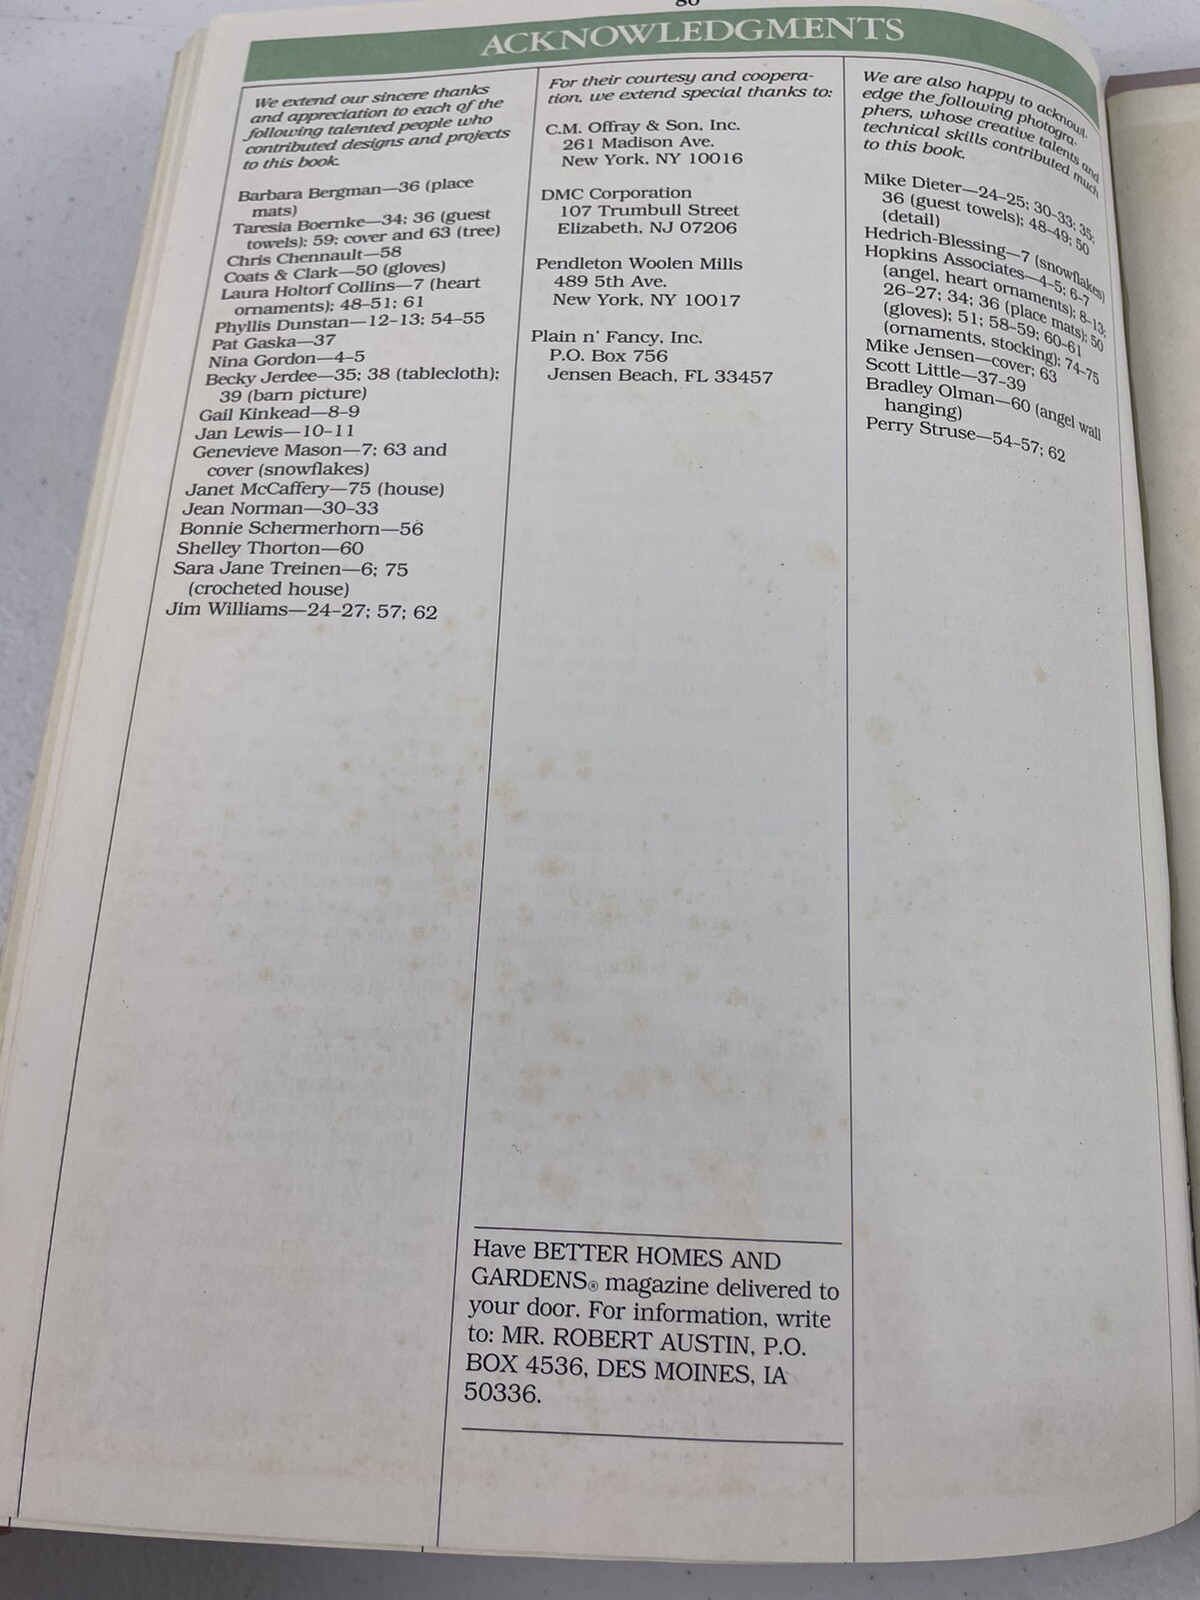 80
ACKNOWLEDGMENTS
We extend our sincere thanks
and appreciation to each of the
following talented people who
contributed designs and projects
to this book.
Barbara Bergman—36 (place
mats)
Taresia Boernke—34; 36 (guest
towels); 59; cover and 63 (tree)
Chris Chennault—58
Coats & Clark—50 (gloves)
Laura Holtorf Collins—7 (heart
ornaments); 48–51; 61
Phyllis Dunstan—12–13; 54–55
Pat Gaska—37
Nina Gordon—4–5
Becky Jerdee—35; 38 (tablecloth);
39 (barn picture)
Gail Kinkead—8–9
Jan Lewis—10–11
Genevieve Mason—7; 63 and
cover (snowflakes)
Janet McCaffery—75 (house)
Jean Norman—30–33
Bonnie Schermerhorn—56
Shelley Thorton—60
Sara Jane Treinen—6; 75
(crocheted house)
Jim Williams—24–27; 57; 62
For their courtesy and coopera-
tion, we extend special thanks to:
C.M. Offray & Son, Inc.
261 Madison Ave.
New York, NY 10016
DMC Corporation
107 Trumbull Street
Elizabeth, NJ 07206
Pendleton Woolen Mills
489 5th Ave.
New York, NY 10017
Plain n' Fancy, Inc.
P.O. Box 756
Jensen Beach, FL 33457
Have BETTER HOMES AND
GARDENS® magazine delivered to
your door. For information, write
to: MR. ROBERT AUSTIN, P.O.
BOX 4536, DES MOINES, IA
50336.
We are also happy to acknowl-
edge the following photogra-
phers, whose creative talents and
technical skills contributed much
to this book.
Mike Dieter—24–25; 30–33; 35;
36 (guest towels); 48–49; 50
(detail)
Hedrich-Blessing—7 (snowflakes)
Hopkins Associates—4–5; 6–7
(angel, heart ornaments); 8–13;
26–27; 34; 36 (place mats); 50
(gloves); 51; 58–59; 60–61
(ornaments, stocking); 74–75
Mike Jensen—cover; 63
Scott Little—37–39
Bradley Olman—60 (angel wall
hanging)
Perry Struse—54–57; 62